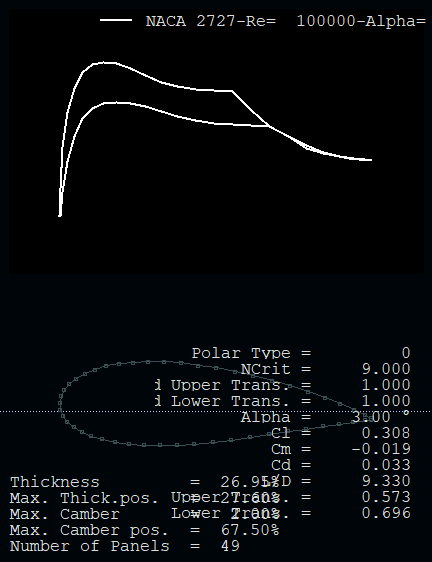 NACA 2727-Re= 100000-Alpha=
Polar Type = 0
NCrit = 9.000
i Upper Trans. = 1.000
i Lower Trans. = 1.000
Alpha = 3.00 °
Cl = 0.308
Cm = -0.019
Cd = 0.033
L/D = 9.330
Upper Trans. = 0.573
Lower Trans. = 0.696
Thickness = 26.95%
Max. Thick.pos. = 27.60%
Max. Camber = 2.00%
Max. Camber pos. = 67.50%
Number of Panels = 49